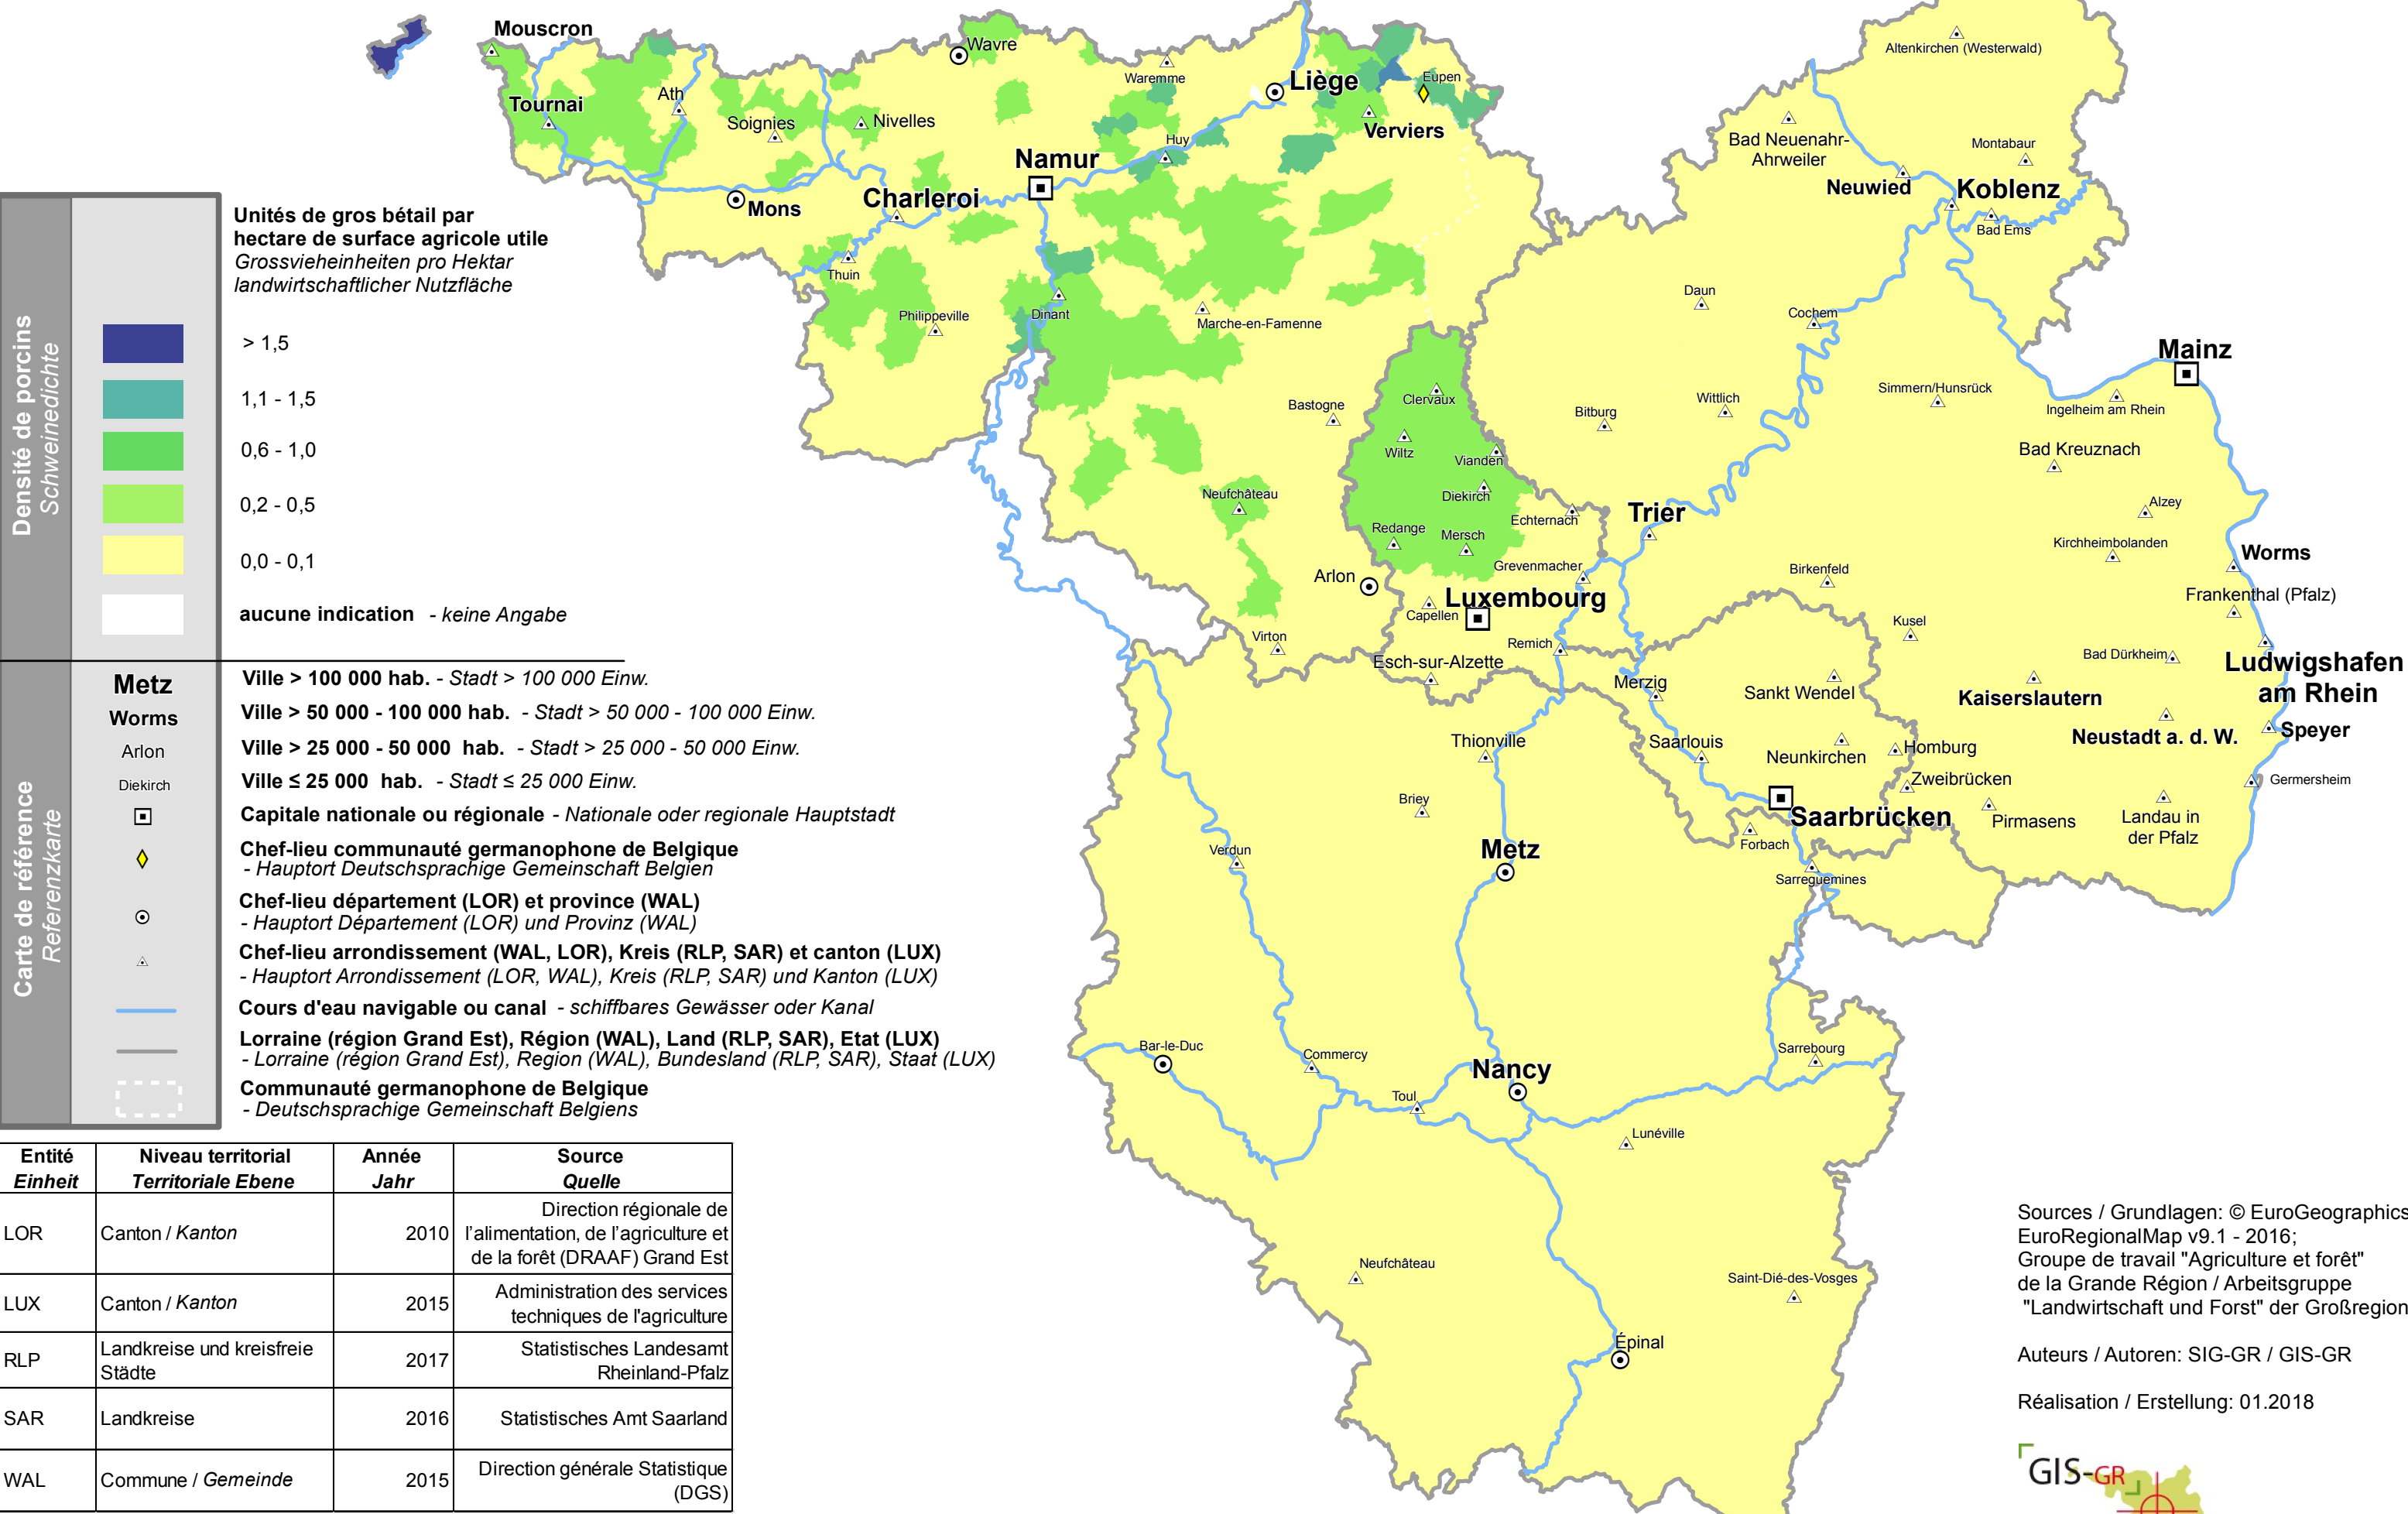 Densité de porcins
Schweinedichte
Unités de gros bétail par
hectare de surface agricole utile
Grossvieheinheiten pro Hektar
landwirtschaftlicher Nutzfläche
> 1,5
1,1 - 1,5
0,6 - 1,0
0,2 - 0,5
0,0 - 0,1
aucune indication - keine Angabe
Carte de référence
Referenzkarte
Metz
Ville > 100 000 hab. - Stadt > 100 000 Einw.
Worms
Ville > 50 000 - 100 000 hab. - Stadt > 50 000 - 100 000 Einw.
Arlon
Ville > 25 000 - 50 000 hab. - Stadt > 25 000 - 50 000 Einw.
Diekirch
Ville ≤ 25 000 hab. - Stadt ≤ 25 000 Einw.
Capitale nationale ou régionale - Nationale oder regionale Hauptstadt
Chef-lieu communauté germanophone de Belgique
- Hauptort Deutschsprachige Gemeinschaft Belgien
Chef-lieu département (LOR) et province (WAL)
- Hauptort Département (LOR) und Provinz (WAL)
Chef-lieu arrondissement (WAL, LOR), Kreis (RLP, SAR) et canton (LUX)
- Hauptort Arrondissement (LOR, WAL), Kreis (RLP, SAR) und Kanton (LUX)
Cours d'eau navigable ou canal - schiffbares Gewässer oder Kanal
Lorraine (région Grand Est), Région (WAL), Land (RLP, SAR), Etat (LUX)
- Lorraine (région Grand Est), Region (WAL), Bundesland (RLP, SAR), Staat (LUX)
Communauté germanophone de Belgique
- Deutschsprachige Gemeinschaft Belgiens
Entité Niveau territorial Année Source
Einheit Territoriale Ebene Jahr Quelle
LOR Canton / Kanton 2010 Direction régionale de
l'alimentation, de l'agriculture et
de la forêt (DRAAF) Grand Est
LUX Canton / Kanton 2015 Administration des services
techniques de l'agriculture
RLP Landkreise und kreisfreie
Städte 2017 Statistisches Landesamt
Rheinland-Pfalz
SAR Landkreise 2016 Statistisches Amt Saarland
WAL Commune / Gemeinde 2015 Direction générale Statistique
(DGS)
Mouscron
Tournai
Ath
Soignies
Nivelles
Wavre
Waremme
Liège
Eupen
Verviers
Huy
Namur
Charleroi
Mons
Thuin
Philippeville
Dinant
Marche-en-Famenne
Bastogne
Neufchâteau
Arlon
Virton
Clervaux
Wiltz
Vianden
Diekirch
Redange
Mersch
Echternach
Grevenmacher
Luxembourg
Capellen
Remich
Esch-sur-Alzette
Altenkirchen (Westerwald)
Bad Neuenahr-
Ahrweiler
Montabaur
Neuwied
Koblenz
Bad Ems
Daun
Cochem
Mainz
Simmern/Hunsrück
Ingelheim am Rhein
Bitburg
Wittlich
Bad Kreuznach
Alzey
Trier
Kirchheimbolanden
Worms
Birkenfeld
Frankenthal (Pfalz)
Kusel
Bad Dürkheim
Ludwigshafen
am Rhein
Merzig
Sankt Wendel
Kaiserslautern
Neustadt a. d. W.
Speyer
Saarlouis
Neunkirchen
Homburg
Zweibrücken
Germersheim
Saarbrücken
Pirmasens
Landau in
der Pfalz
Thionville
Briey
Forbach
Sarreguemines
Verdun
Metz
Bar-le-Duc
Commercy
Toul
Nancy
Sarrebourg
Lunéville
Neufchâteau
Saint-Dié-des-Vosges
Épinal
Sources / Grundlagen: © EuroGeographics
EuroRegionalMap v9.1 - 2016;
Groupe de travail "Agriculture et forêt"
de la Grande Région / Arbeitsgruppe
"Landwirtschaft und Forst" der Großregion
Auteurs / Autoren: SIG-GR / GIS-GR
Réalisation / Erstellung: 01.2018
GIS-GR